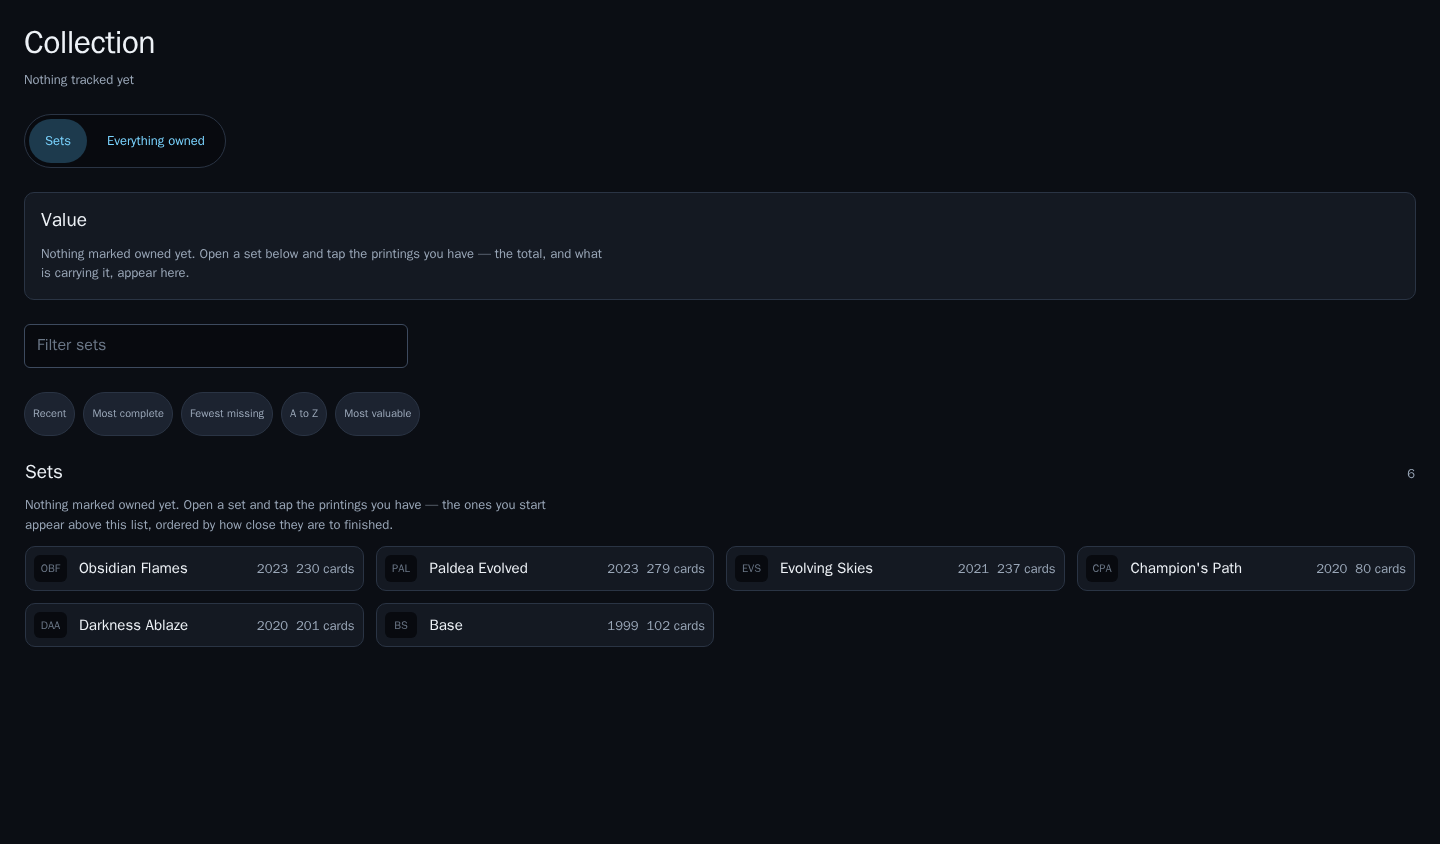 Collection
Nothing tracked yet
Sets
Everything owned
Value
Nothing marked owned yet. Open a set below and tap the printings you have — the total, and what
is carrying it, appear here.
Filter sets
Recent
Most complete
Fewest missing
A to Z
Most valuable
Sets
6
Nothing marked owned yet. Open a set and tap the printings you have — the ones you start
appear above this list, ordered by how close they are to finished.
OBF Obsidian Flames 2023 230 cards
PAL Paldea Evolved 2023 279 cards
EVS Evolving Skies 2021 237 cards
CPA Champion's Path 2020 80 cards
DAA Darkness Ablaze 2020 201 cards
BS Base 1999 102 cards